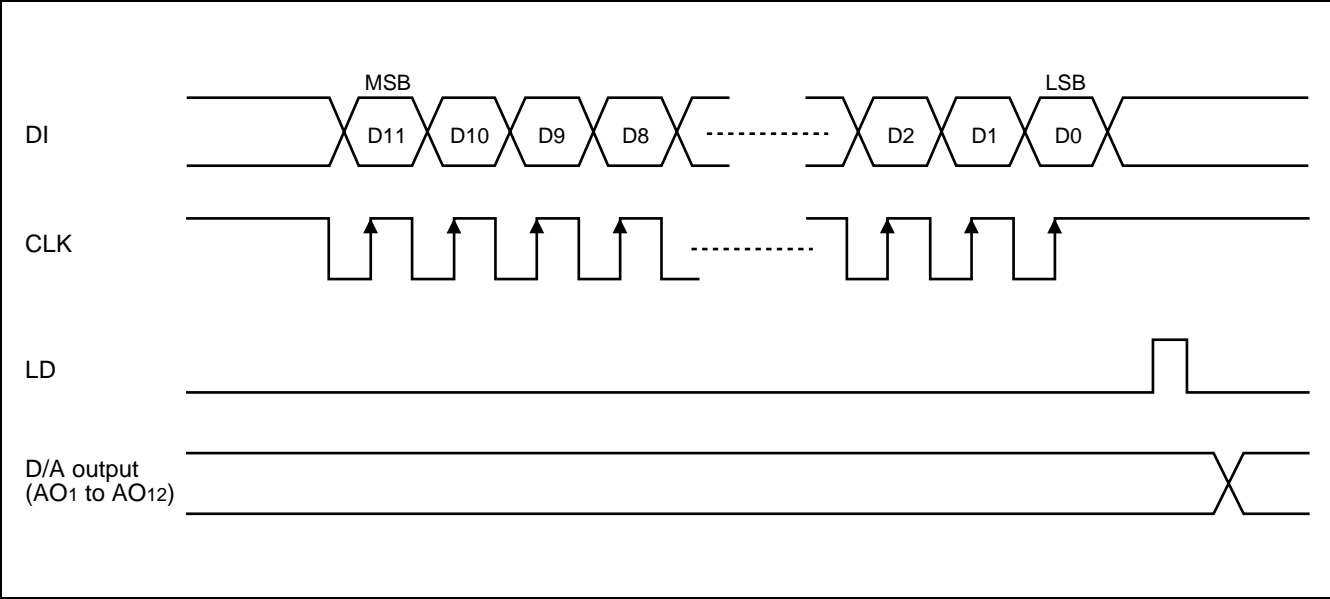 MSB LSB
DI D11 D10 D9 D8 D2 D1 D0
CLK
LD
D/A output
(AO1 to AO12)